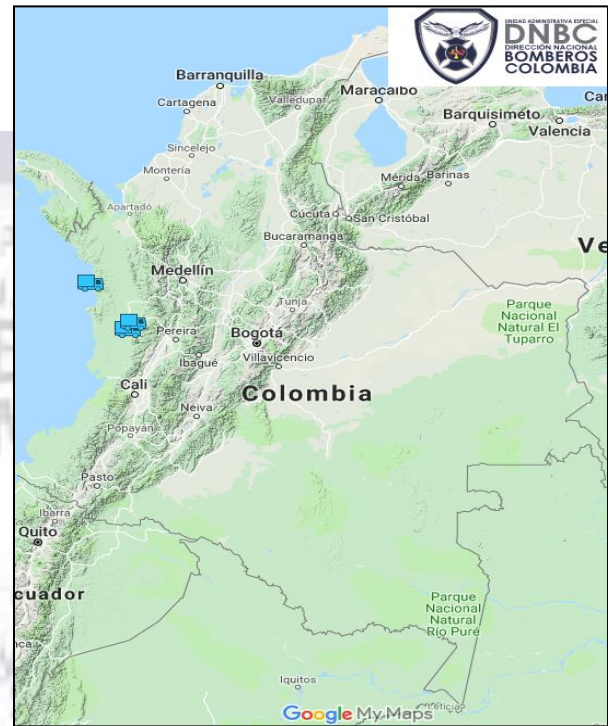 UNIDAD ADMINISTRATIVA ESPECIAL
DNBC
DIRECCIÓN NACIONAL
BOMBEROS
COLOMBIA
Barranquilla
Maracaibo
Cartagena
Valledupar
Barquisimeto
Valencia
Sincelejo
Montería
Mérida
Barinas
Apartadó
Cúcuta
San Cristóbal
Bucaramanga
Ve
Medellín
Parque
Nacional
Natural El
Tuparro
Tunja
Pereira
Bogotá
Ibagué
Villavicencio
Cali
Colombia
Neiva
Popayán
Pasto
Ibarra
Quito
cuador
Parque
Nacional
Natural
Río Puré
Iquitos
Leticia
Google My Maps